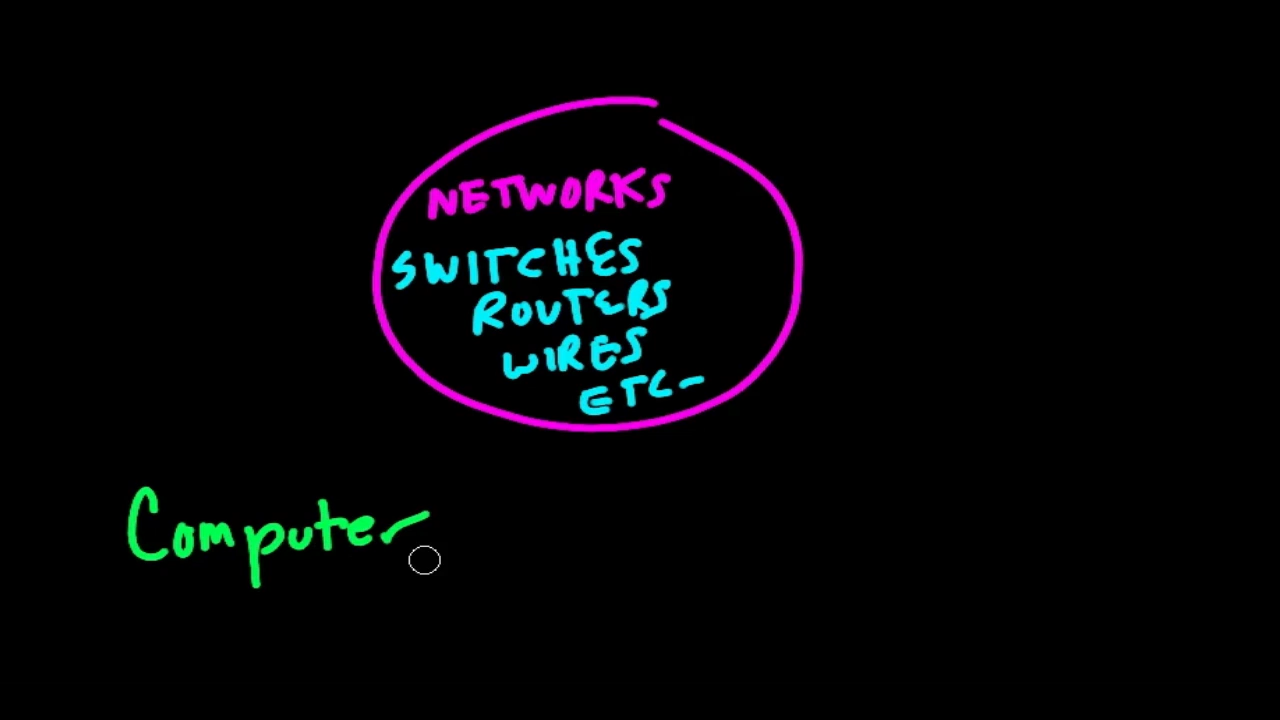 NETWORKS
SWITCHES
ROUTERS
WIRES
ETC-
Computer